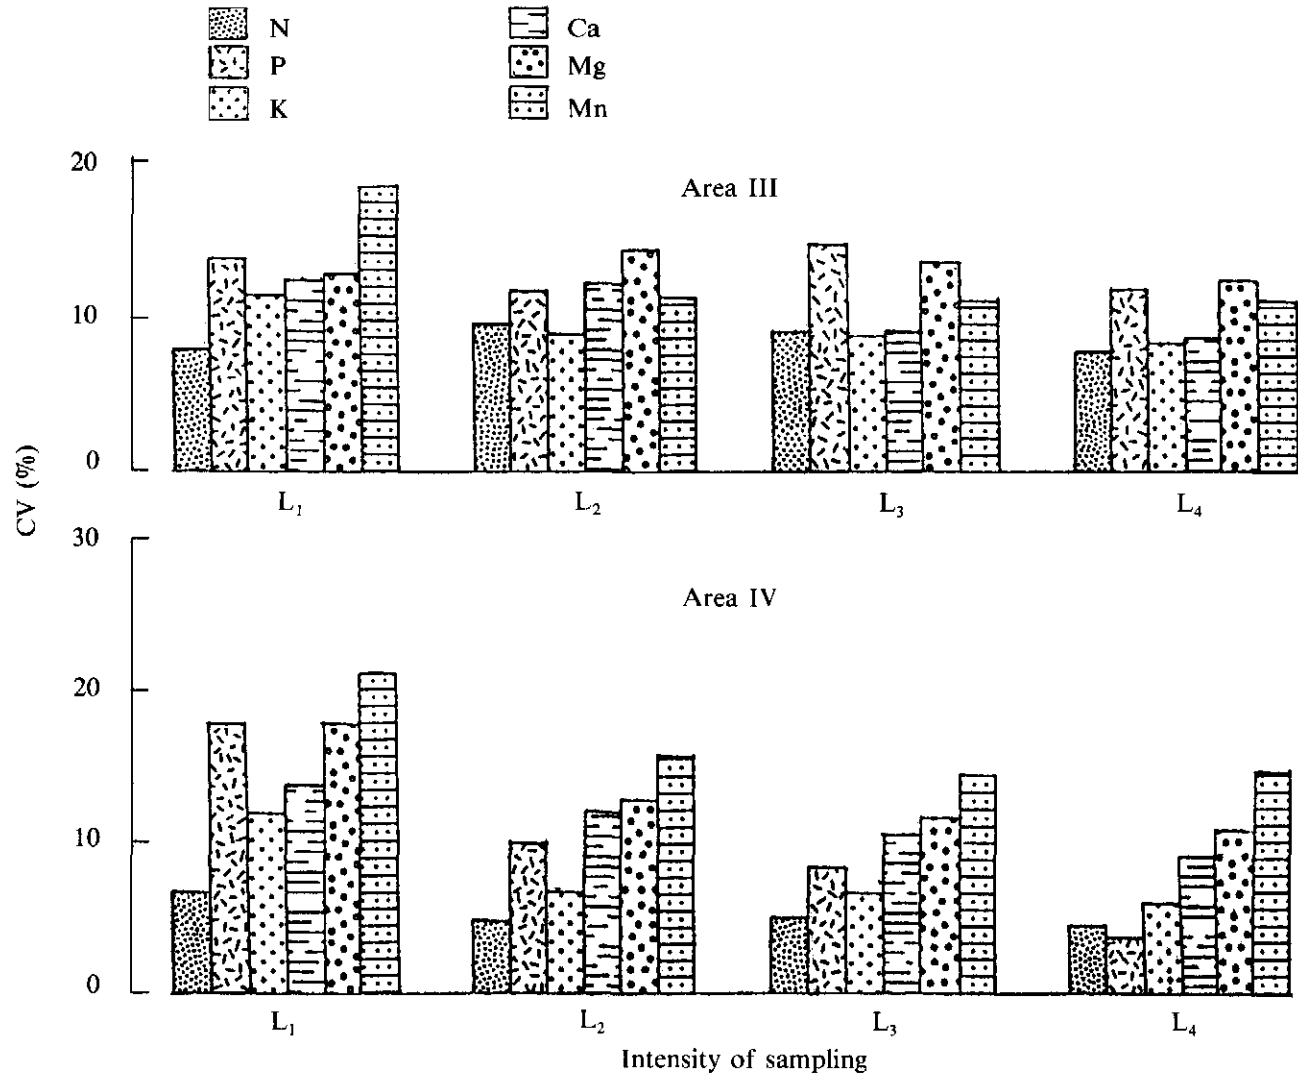 N
Ca
P
Mg
K
Mn
20
Area III
10
0
L₁
L₂
L₃
L₄
CV (%)
30
Area IV
20
10
0
L₁
L₂
L₃
L₄
Intensity of sampling